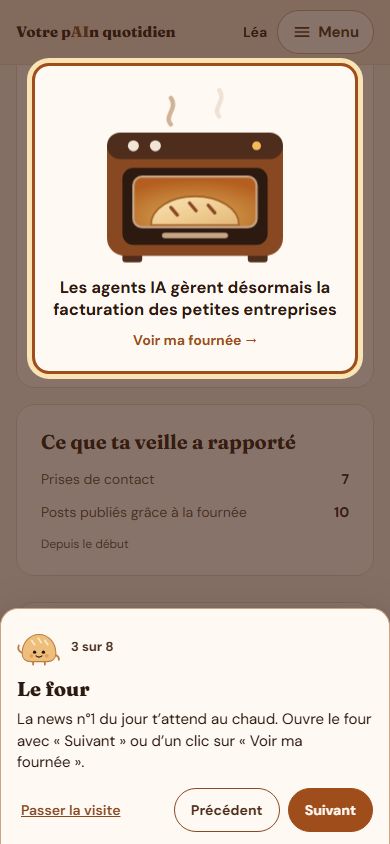 Votre pAIn quotidien
Léa
Menu
Les agents IA gèrent désormais la
facturation des petites entreprises
Voir ma fournée →
Ce que ta veille a rapporté
Prises de contact 7
Posts publiés grâce à la fournée 10
Depuis le début
3 sur 8
Le four
La news n°1 du jour t’attend au chaud. Ouvre le four
avec « Suivant » ou d’un clic sur « Voir ma
fournée ».
Passer la visite
Précédent
Suivant